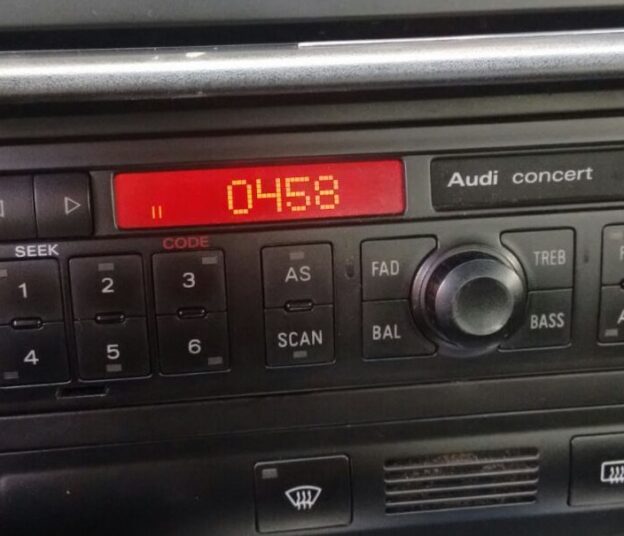 0458
Audi concert
SEEK
CODE
1
2
3
AS
FAD
TREB
4
5
6
SCAN
BAL
BASS